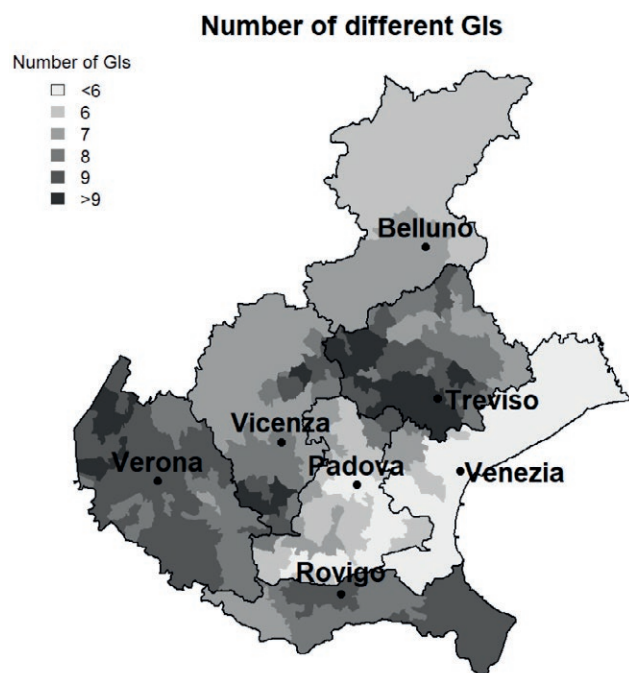 Number of different GIs
Number of GIs
<6
6
7
8
9
>9
Belluno
Treviso
Vicenza
Verona
Padova
Venezia
Rovigo